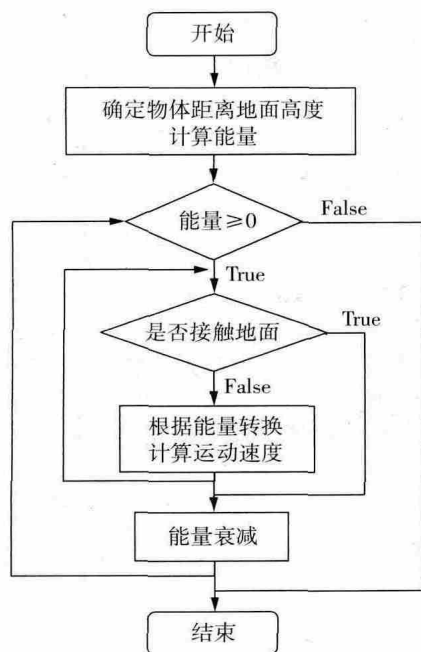 开始
确定物体距离地面高度
计算能量
能量≥0
False
True
是否接触地面
True
False
根据能量转换
计算运动速度
能量衰减
结束